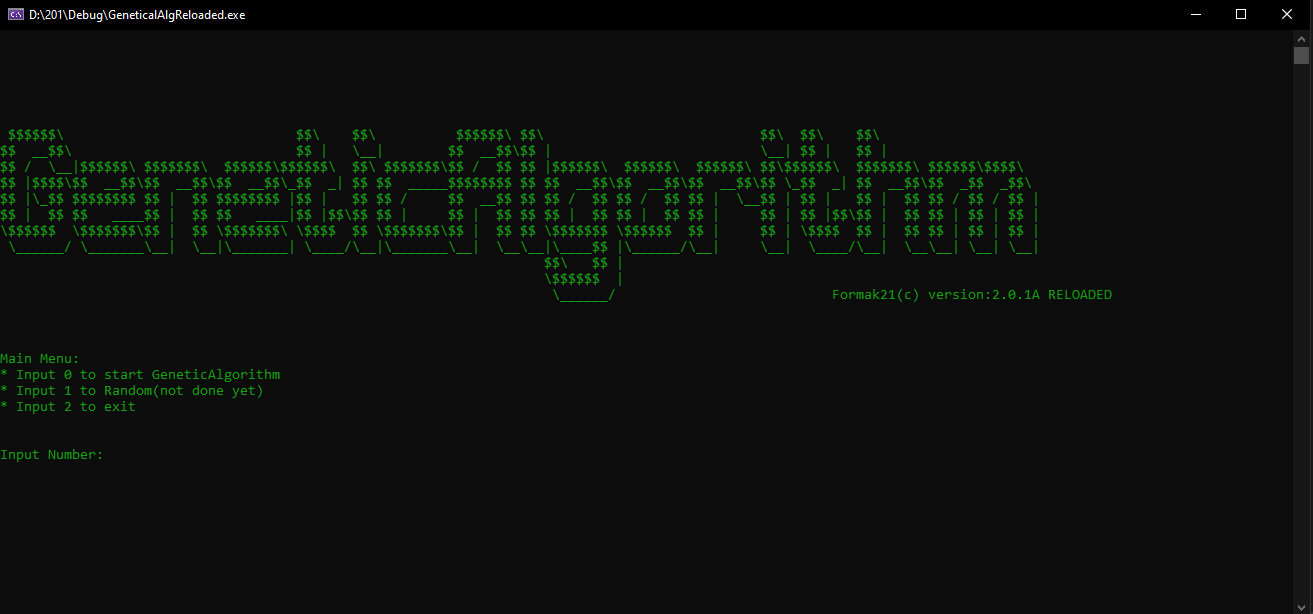 D:\201\Debug\GeneticalAlgReloaded.exe
GeneticAlgorithm
Formak21(c) version:2.0.1A RELOADED
Main Menu:
* Input 0 to start GeneticAlgorithm
* Input 1 to Random(not done yet)
* Input 2 to exit
Input Number: